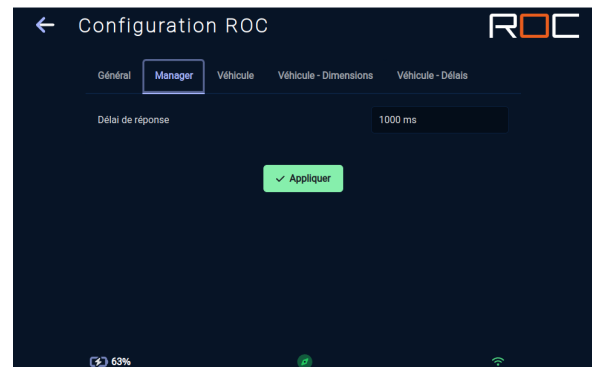 Configuration ROC
ROC
Général Manager Véhicule Véhicule - Dimensions Véhicule - Délais
Délai de réponse 1000 ms
Appliquer
63%